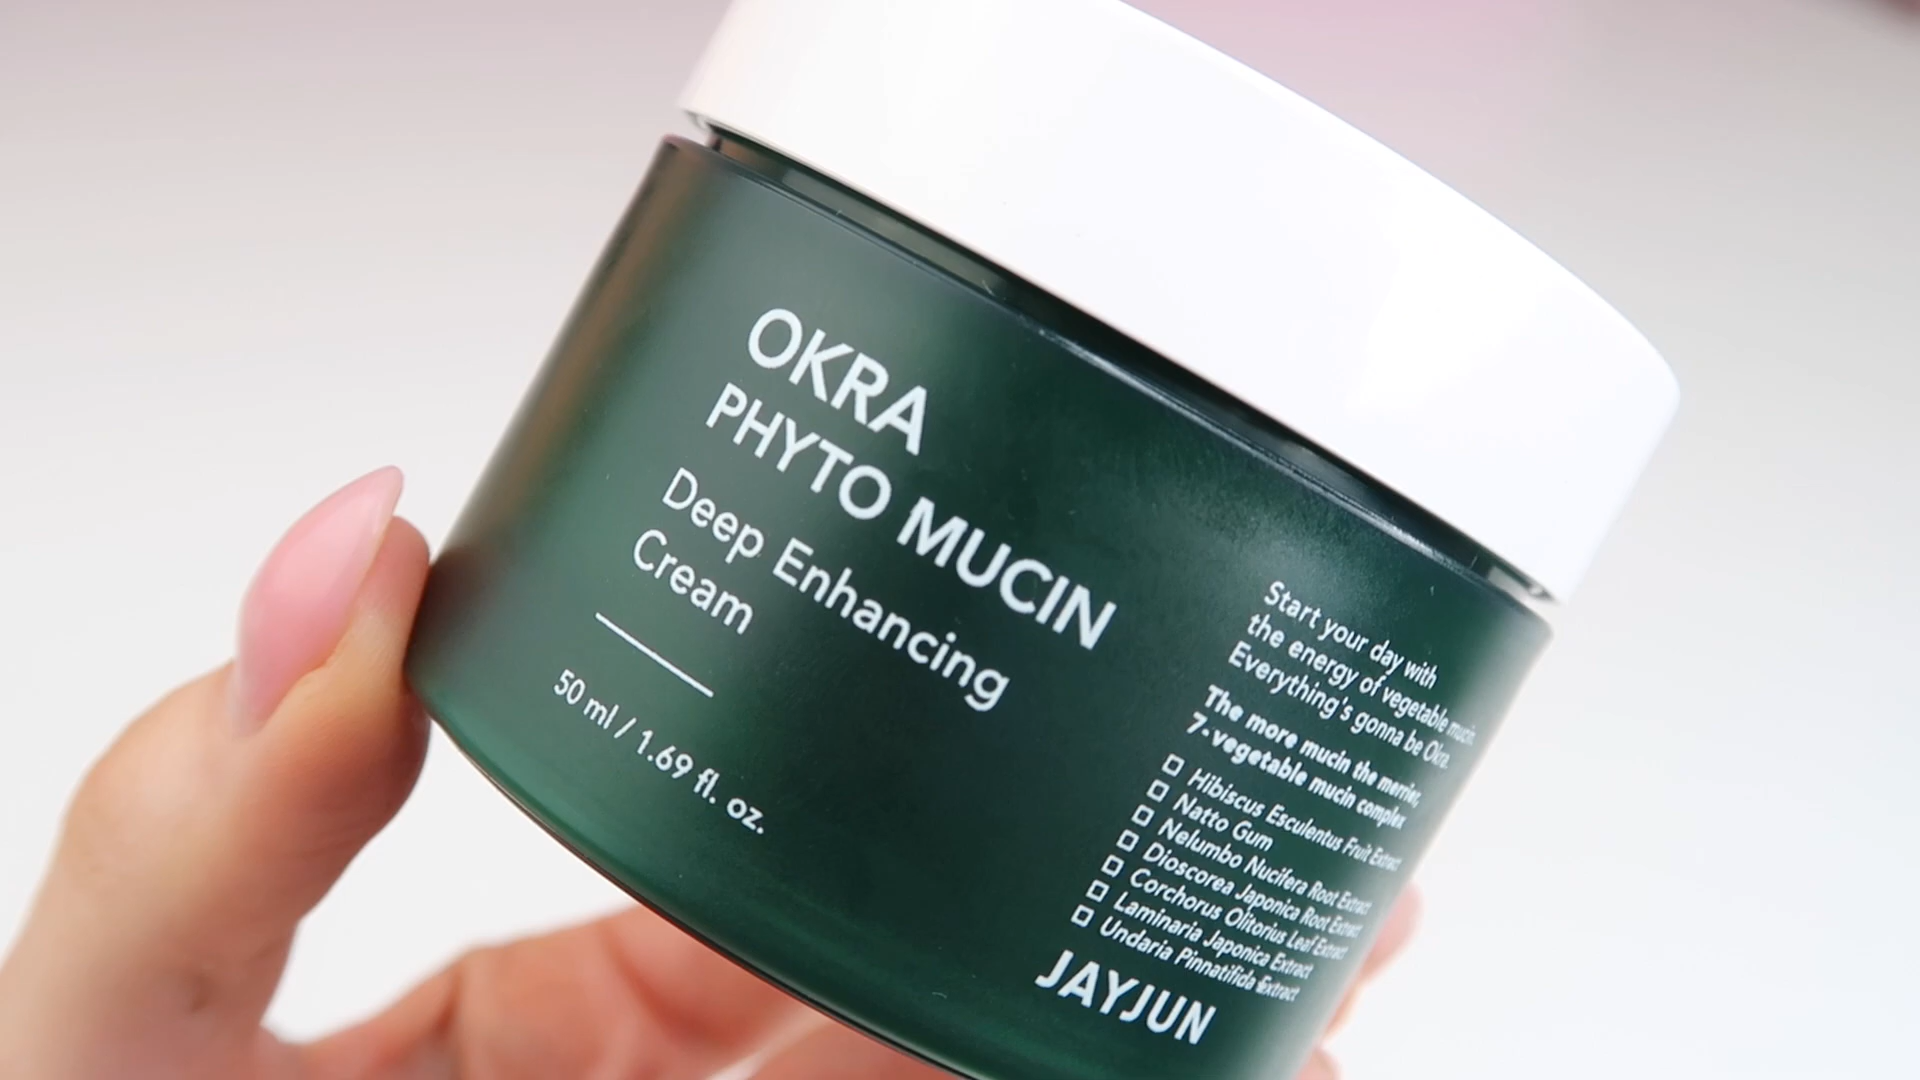 OKRA
PHYTO MUCIN
Deep Enhancing
Cream
50 ml / 1.69 fl. oz.
Start your day with
the energy of vegetable mucin.
Everything's gonna be Okra.
The more mucin the merrier,
7-vegetable mucin complex
Hibiscus Esculentus Fruit Extract
Natto Gum
Nelumbo Nucifera Root Extract
Dioscorea Japonica Root Extract
Corchorus Olitorius Leaf Extract
Laminaria Japonica Extract
Undaria Pinnatifida Extract
JAYJUN